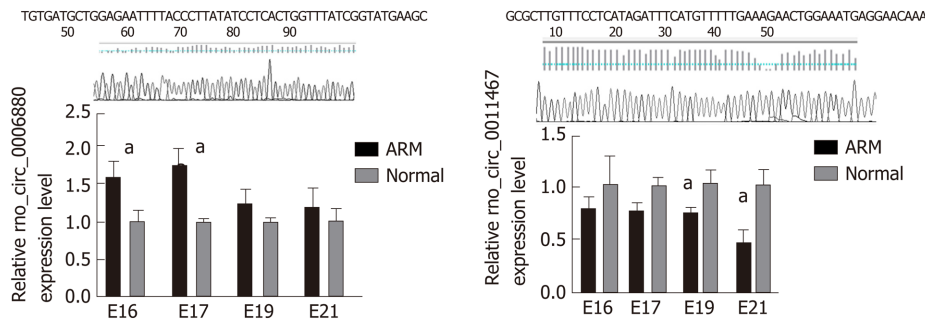 TGTGATGCTGGAGAATTTTACCCTTATATCCTCACTGGTTTATCGGTATGAAGC
50 60 70 80 90
Relative rno_circ_0006880
expression level
2.5
2.0
1.5
1.0
0.5
0.0
a
a
ARM
Normal
E16 E17 E19 E21
GCGCTTGTTTCCTCATAGATTTCATGTTTTTGAAAGAACTGGAAATGAGGAACAAA
10 20 30 40 50
Relative rno_circ_0011467
expression level
1.5
1.0
0.5
0.0
a
a
ARM
Normal
E16 E17 E19 E21